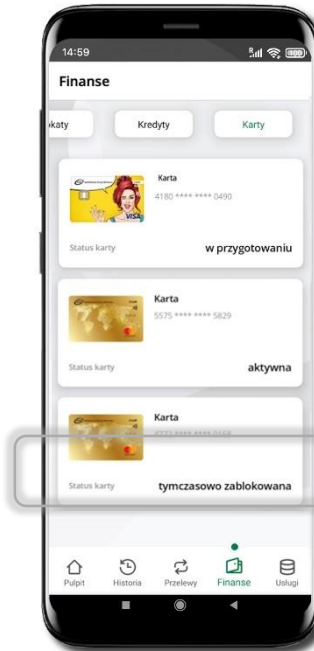 14:59
Finanse
Kredyty
Karty
Karta
4180 **** **** 0490
VISA
Status karty
w przygotowaniu
Karta
5575 **** **** 5829
Status karty
aktywna
Karta
Status karty
tymczasowo zablokowana
Pulpit
Historia
Przelewy
Finanse
Usługi